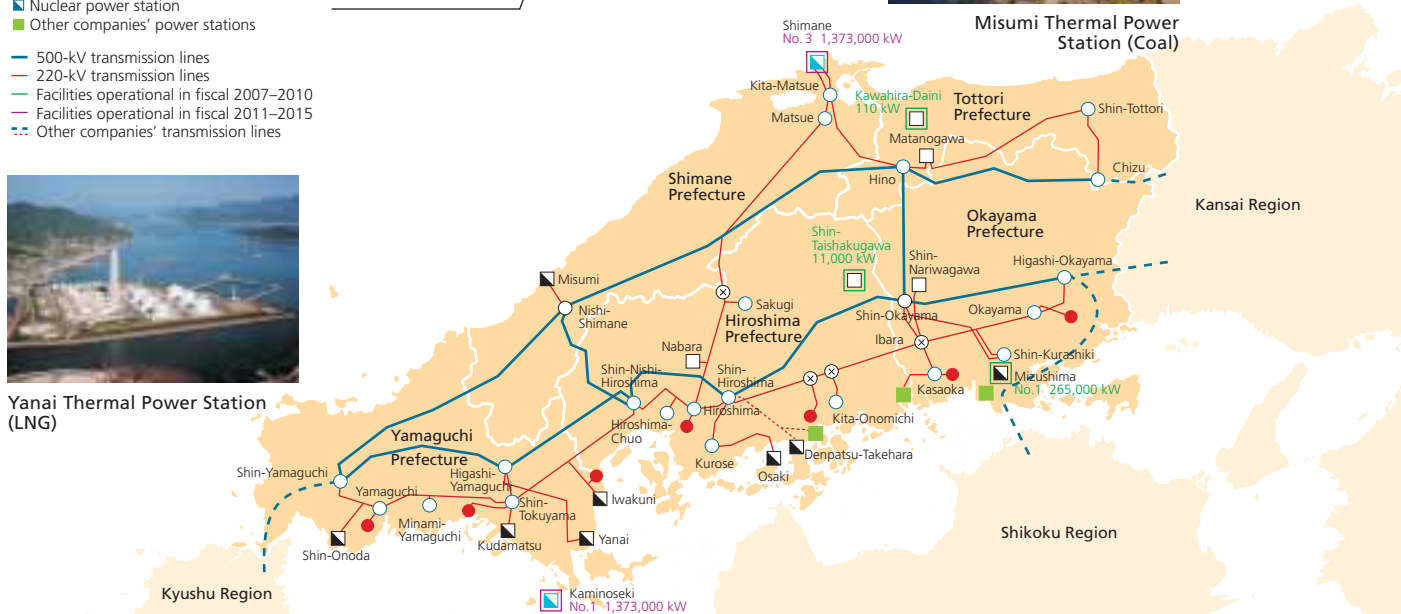 Nuclear power station
Other companies' power stations
500-kV transmission lines
220-kV transmission lines
Facilities operational in fiscal 2007–2010
Facilities operational in fiscal 2011–2015
Other companies' transmission lines
Misumi Thermal Power
Station (Coal)
Yanai Thermal Power Station
(LNG)
Shimane
No. 3 1,373,000 kW
Kita-Matsue
Matsue
Kawahira-Daini
110 kW
Tottori
Prefecture
Shin-Tottori
Matanogawa
Chizu
Hino
Shimane
Prefecture
Kansai Region
Okayama
Prefecture
Shin-
Taishakugawa
11,000 kW
Shin-
Nariwagawa
Higashi-Okayama
Misumi
Nishi-
Shimane
Sakugi
Hiroshima
Prefecture
Shin-Okayama
Okayama
Ibara
Nabara
Shin-Kurashiki
Shin-Nishi-
Hiroshima
Shin-
Hiroshima
Mizushima
No.1 265,000 kW
Kasaoka
Hiroshima
Hiroshima-
Chuo
Kita-Onomichi
Kurose
Denpatsu-Takehara
Osaki
Yamaguchi
Prefecture
Shin-Yamaguchi
Higashi-
Yamaguchi
Yamaguchi
Iwakuni
Shin-
Tokuyama
Minami-
Yamaguchi
Shin-Onoda
Kudamatsu
Yanai
Shikoku Region
Kyushu Region
Kaminoseki
No.1 1,373,000 kW